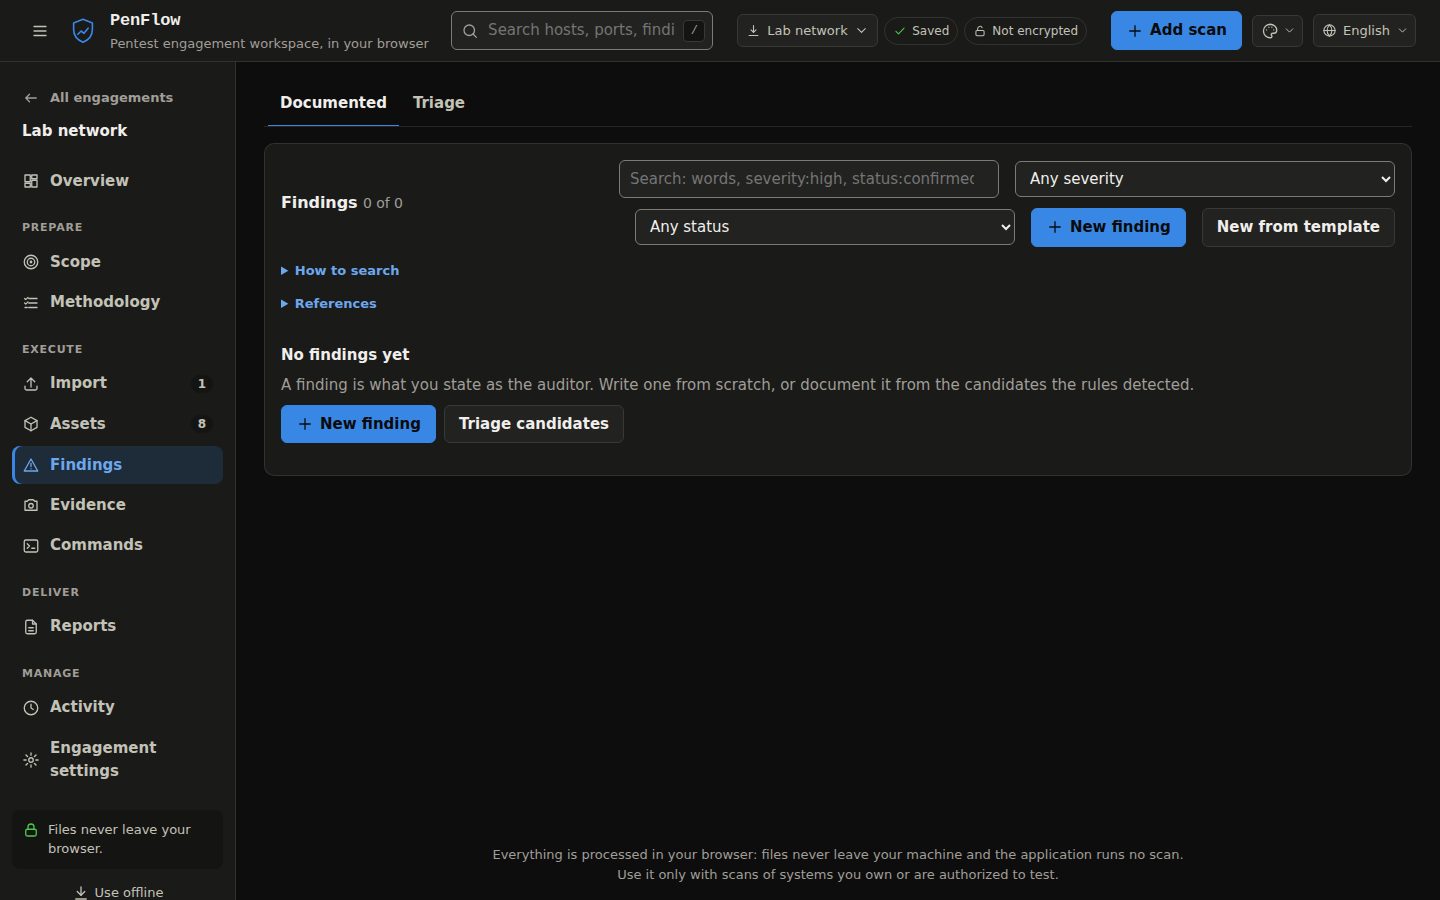 PenFlow
Pentest engagement workspace, in your browser
Search hosts, ports, findi
/
Lab network
Saved
Not encrypted
Add scan
English
All engagements
Lab network
Overview
PREPARE
Scope
Methodology
EXECUTE
Import 1
Assets 8
Findings
Evidence
Commands
DELIVER
Reports
MANAGE
Activity
Engagement
settings
Files never leave your
browser.
Use offline
Documented
Triage
Findings 0 of 0
Search: words, severity:high, status:confirmed
Any severity
Any status
New finding
New from template
How to search
References
No findings yet
A finding is what you state as the auditor. Write one from scratch, or document it from the candidates the rules detected.
New finding
Triage candidates
Everything is processed in your browser: files never leave your machine and the application runs no scan.
Use it only with scans of systems you own or are authorized to test.